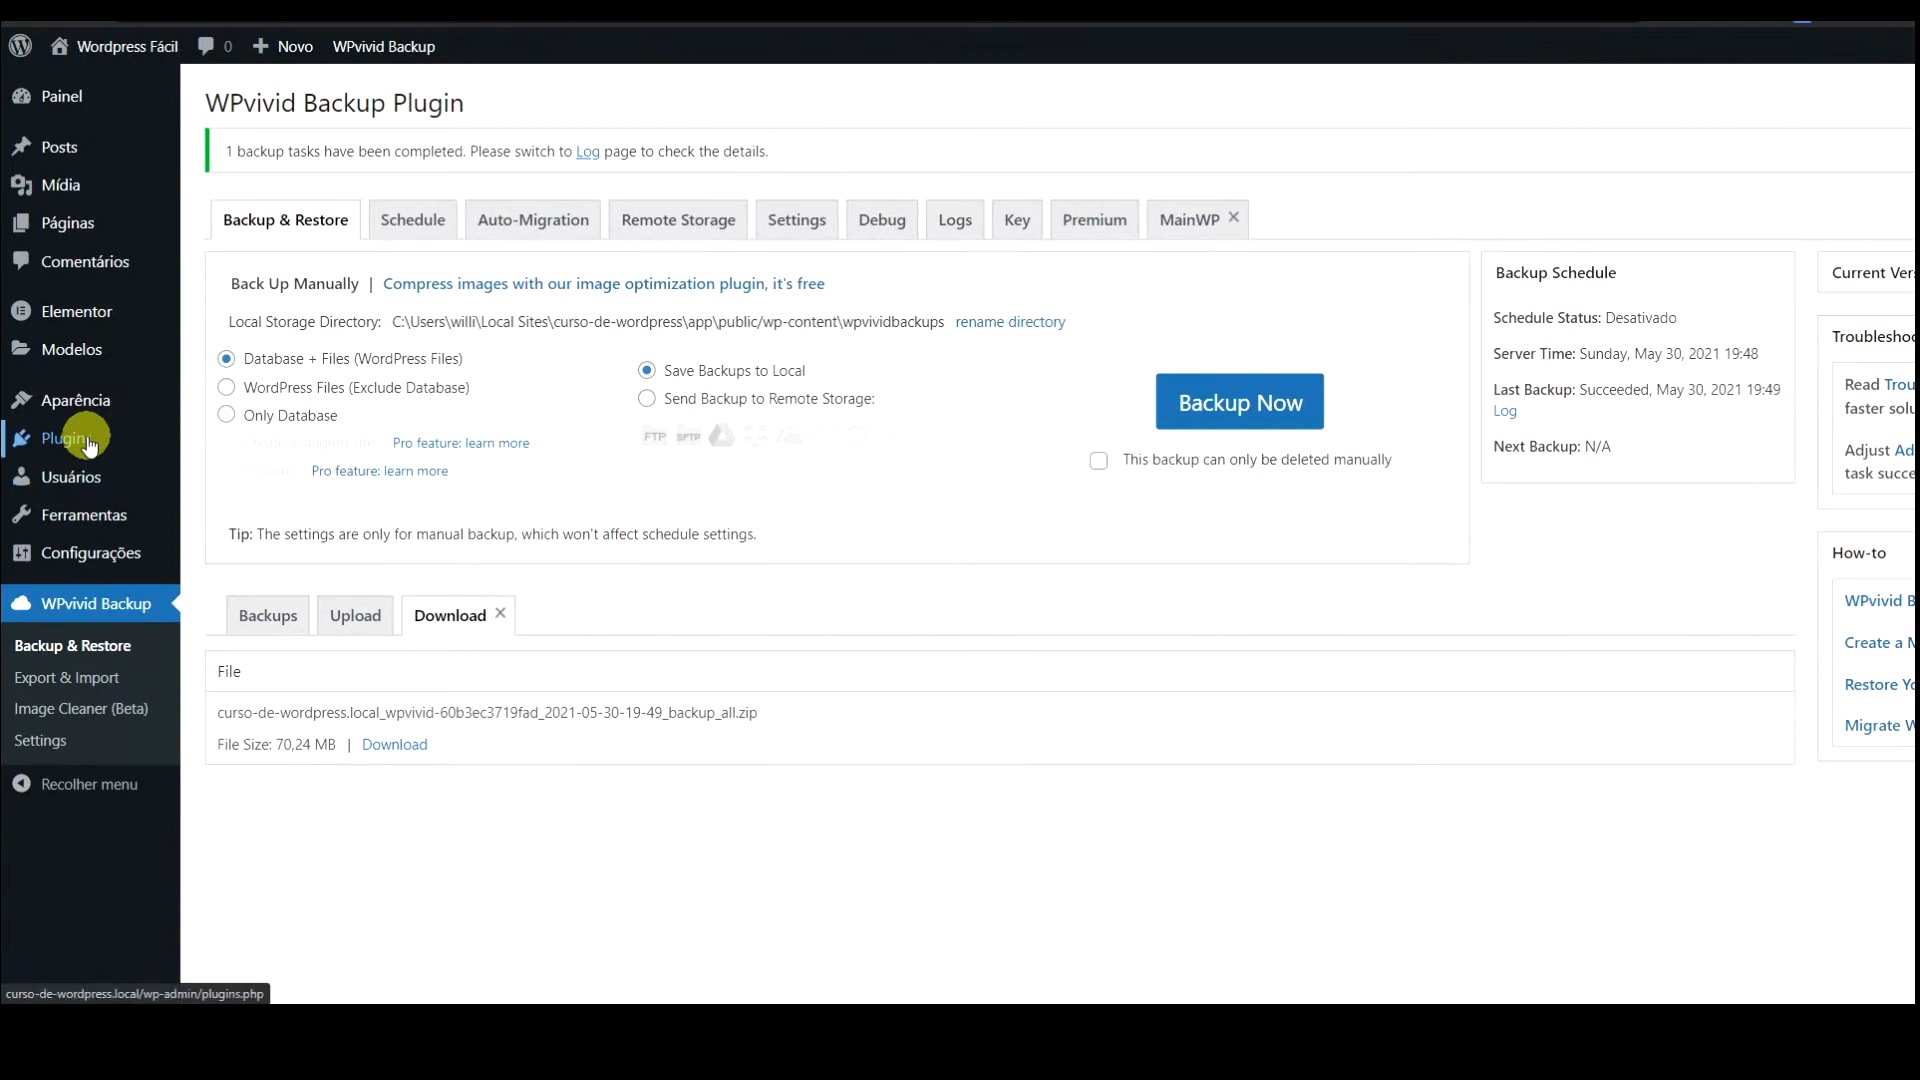 Wordpress Fácil 0 Novo WPvivid Backup
Painel
Posts
Mídia
Páginas
Comentários
Elementor
Modelos
Aparência
Plugins
Usuários
Ferramentas
Configurações
WPvivid Backup
Backup & Restore
Export & Import
Image Cleaner (Beta)
Settings
Recolher menu
curso-de-wordpress.local/wp-admin/plugins.php
WPvivid Backup Plugin
1 backup tasks have been completed. Please switch to Log page to check the details.
Backup & Restore Schedule Auto-Migration Remote Storage Settings Debug Logs Key Premium MainWP
Back Up Manually | Compress images with our image optimization plugin, it's free
Local Storage Directory: C:\Users\willi\Local Sites\curso-de-wordpress\app\public/wp-content\wpvividbackups rename directory
Database + Files (WordPress Files)
WordPress Files (Exclude Database)
Only Database
Pro feature: learn more
Pro feature: learn more
Save Backups to Local
Send Backup to Remote Storage:
FTP SFTP
Backup Now
This backup can only be deleted manually
Tip: The settings are only for manual backup, which won't affect schedule settings.
Backups Upload Download
File
curso-de-wordpress.local_wpvivid-60b3ec3719fad_2021-05-30-19-49_backup_all.zip
File Size: 70,24 MB | Download
Backup Schedule
Schedule Status: Desativado
Server Time: Sunday, May 30, 2021 19:48
Last Backup: Succeeded, May 30, 2021 19:49
Log
Next Backup: N/A
Current Ver
Troubleshoo
Read Trou
faster solu
Adjust Ad
task succe
How-to
WPvivid B
Create a M
Restore Yo
Migrate W